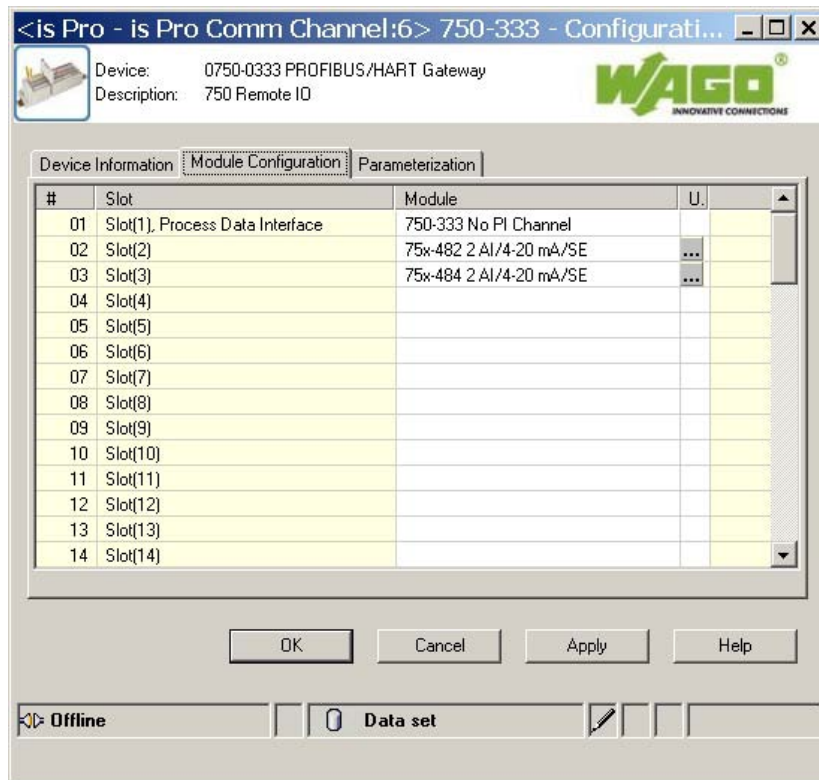 <is Pro - is Pro Comm Channel:6> 750-333 - Configurati...
Device: 0750-0333 PROFIBUS/HART Gateway
Description: 750 Remote IO
WAGO®
INNOVATIVE CONNECTIONS
Device Information Module Configuration Parameterization
# Slot Module U.
01 Slot(1), Process Data Interface 750-333 No PI Channel
02 Slot(2) 75x-482 2 AI/4-20 mA/SE ...
03 Slot(3) 75x-484 2 AI/4-20 mA/SE ...
04 Slot(4)
05 Slot(5)
06 Slot(6)
07 Slot(7)
08 Slot(8)
09 Slot(9)
10 Slot(10)
11 Slot(11)
12 Slot(12)
13 Slot(13)
14 Slot(14)
OK Cancel Apply Help
Offline Data set